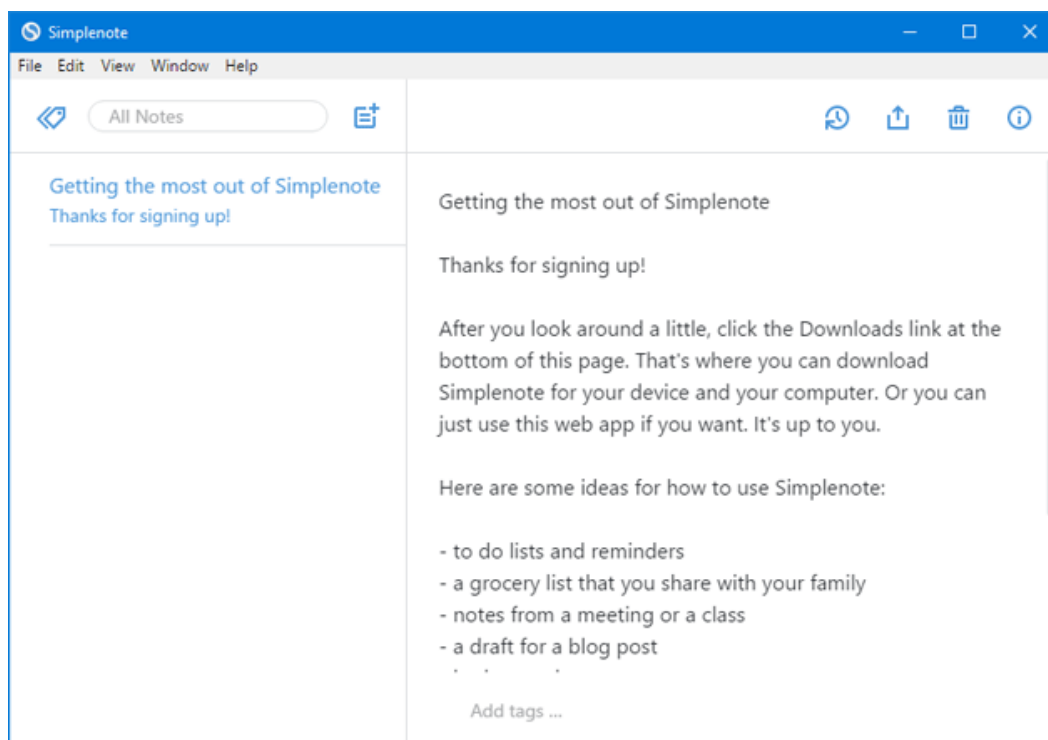 Simplenote
File Edit View Window Help
All Notes
Getting the most out of Simplenote
Thanks for signing up!
Getting the most out of Simplenote
Thanks for signing up!
After you look around a little, click the Downloads link at the
bottom of this page. That's where you can download
Simplenote for your device and your computer. Or you can
just use this web app if you want. It's up to you.
Here are some ideas for how to use Simplenote:
- to do lists and reminders
- a grocery list that you share with your family
- notes from a meeting or a class
- a draft for a blog post
Add tags ...